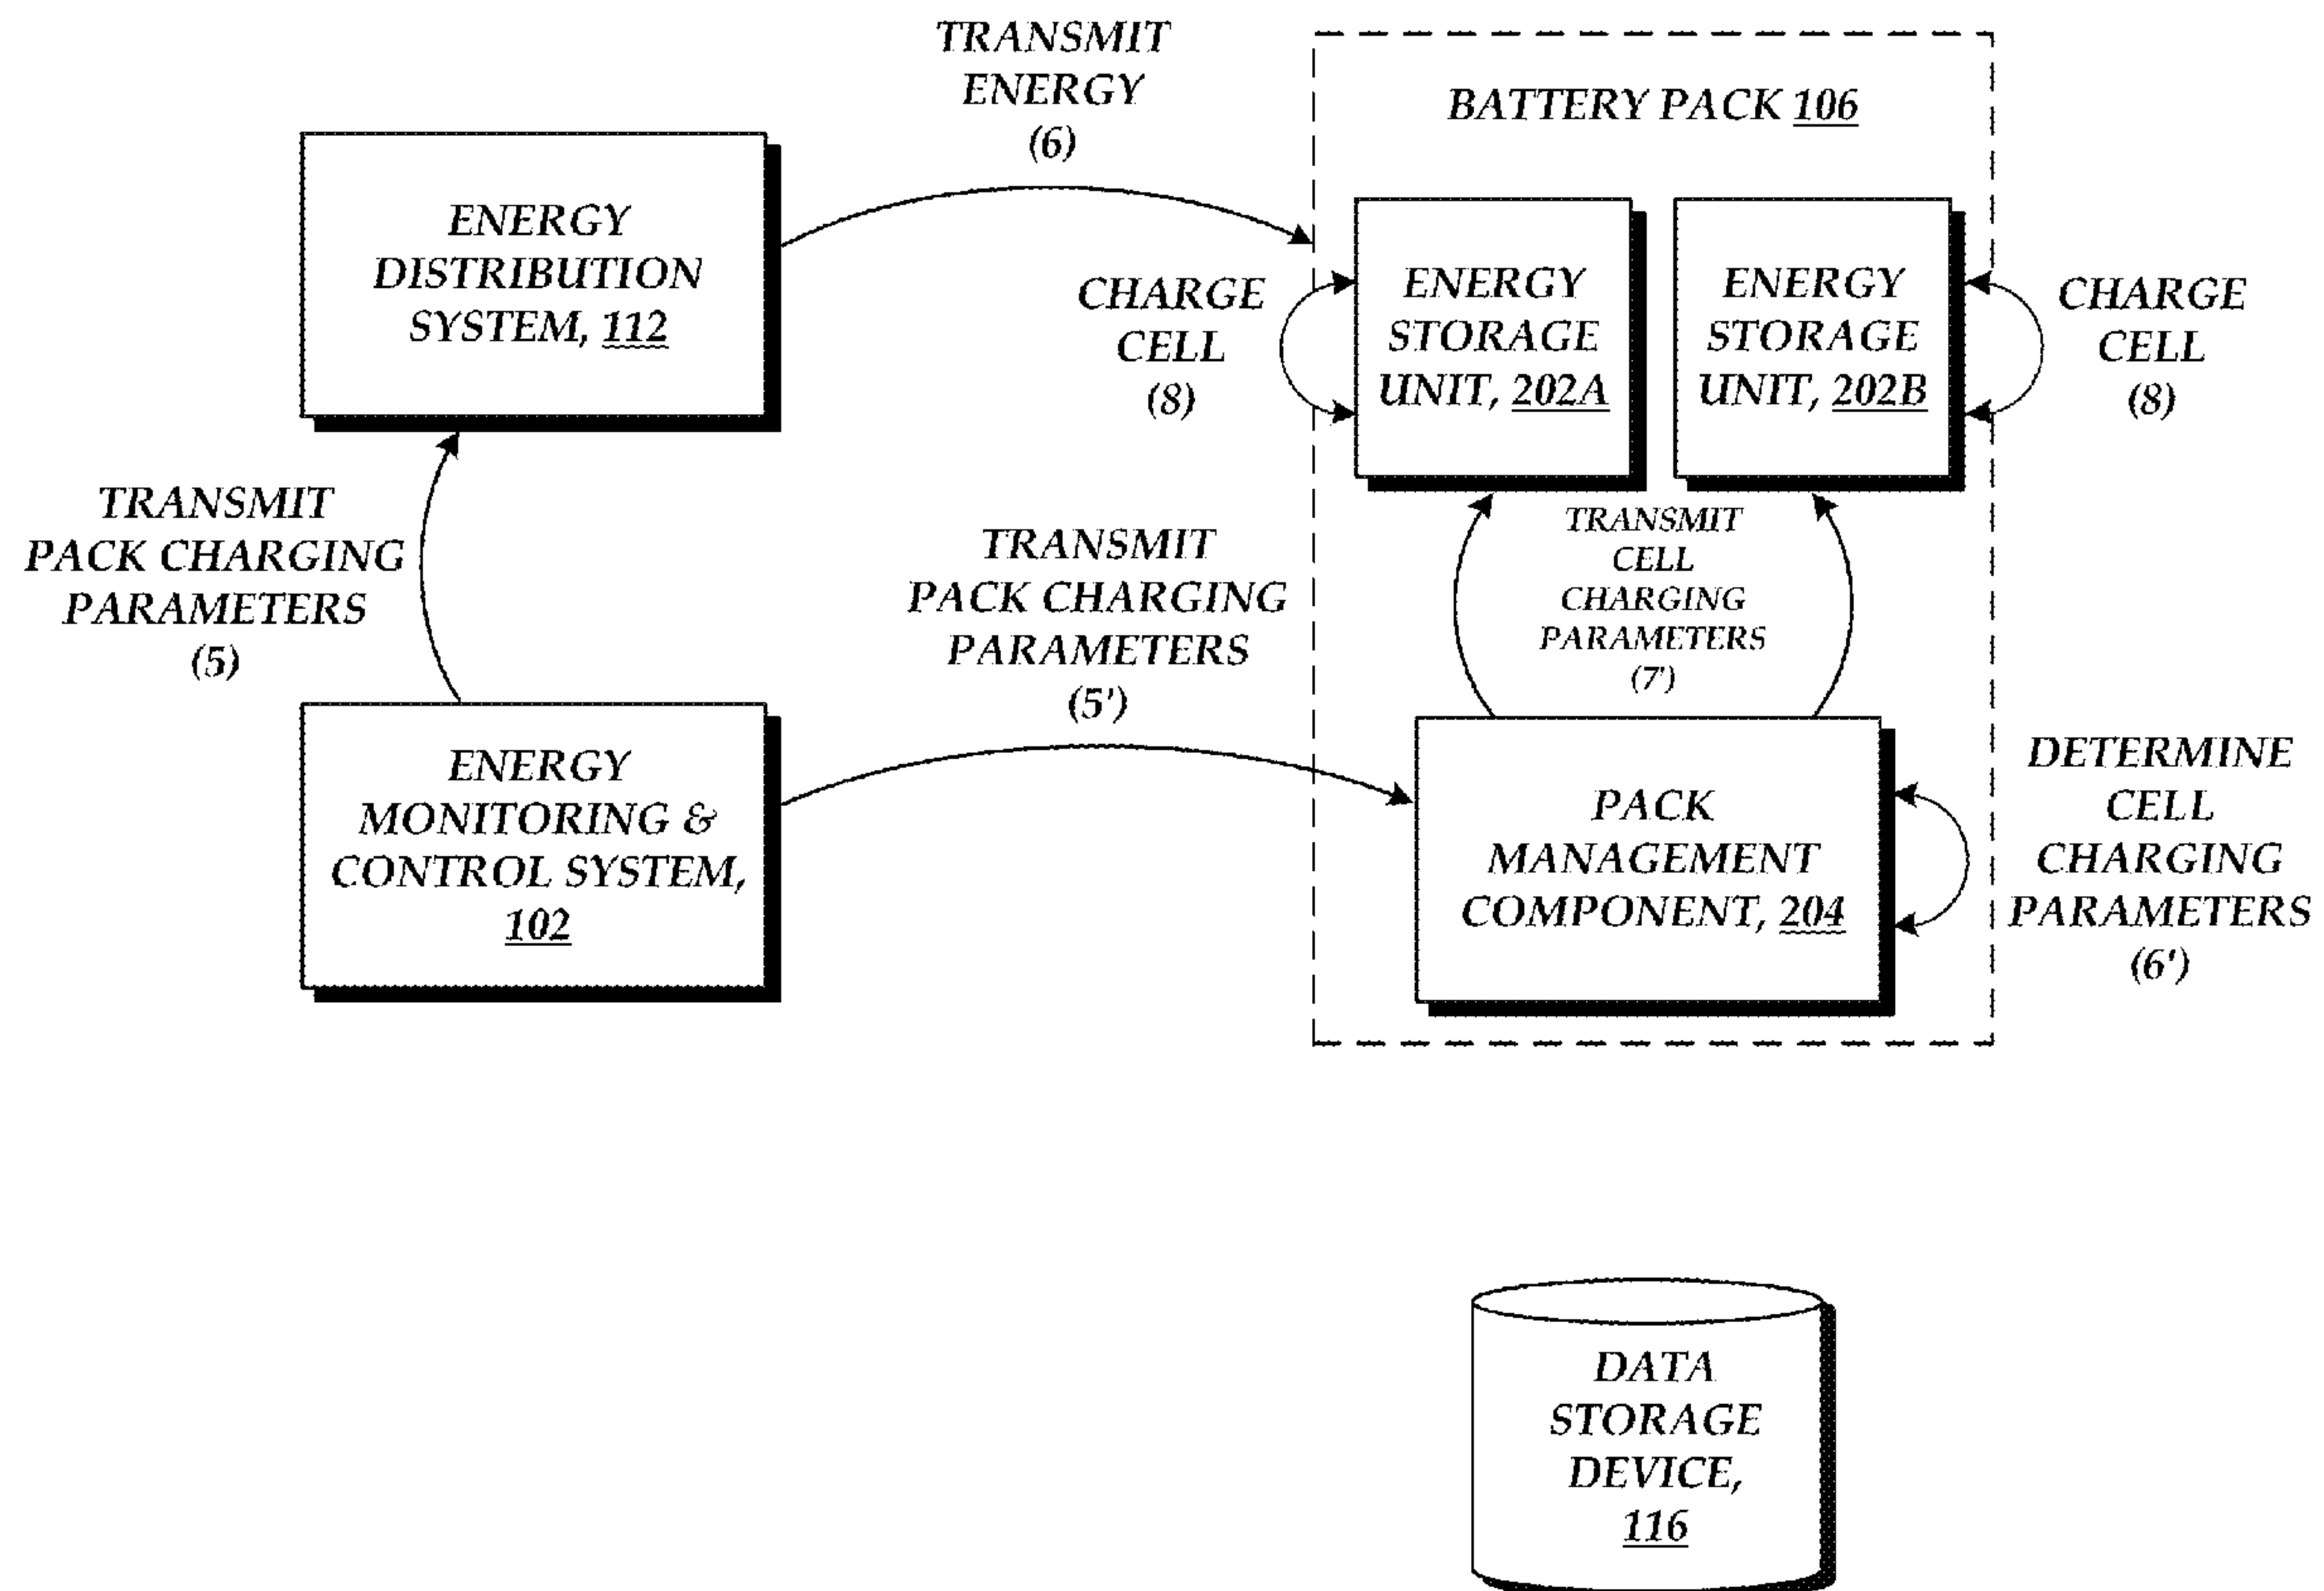 TRANSMIT
ENERGY
(6)
BATTERY PACK 106
ENERGY
DISTRIBUTION
SYSTEM, 112
CHARGE
CELL
(8)
ENERGY
STORAGE
UNIT, 202A
ENERGY
STORAGE
UNIT, 202B
CHARGE
CELL
(8)
TRANSMIT
PACK CHARGING
PARAMETERS
(5)
TRANSMIT
PACK CHARGING
PARAMETERS
(5')
TRANSMIT
CELL
CHARGING
PARAMETERS
(7')
ENERGY
MONITORING &
CONTROL SYSTEM,
102
PACK
MANAGEMENT
COMPONENT, 204
DETERMINE
CELL
CHARGING
PARAMETERS
(6')
DATA
STORAGE
DEVICE,
116